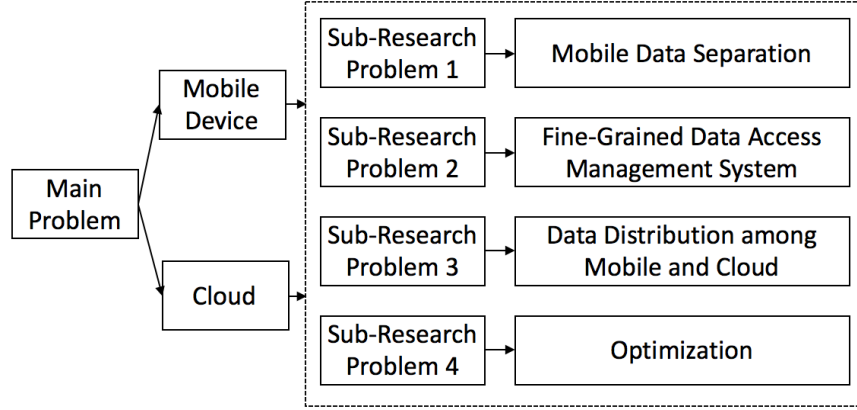 Main
Problem
Mobile
Device
Cloud
Sub-Research
Problem 1
Mobile Data Separation
Sub-Research
Problem 2
Fine-Grained Data Access
Management System
Sub-Research
Problem 3
Data Distribution among
Mobile and Cloud
Sub-Research
Problem 4
Optimization